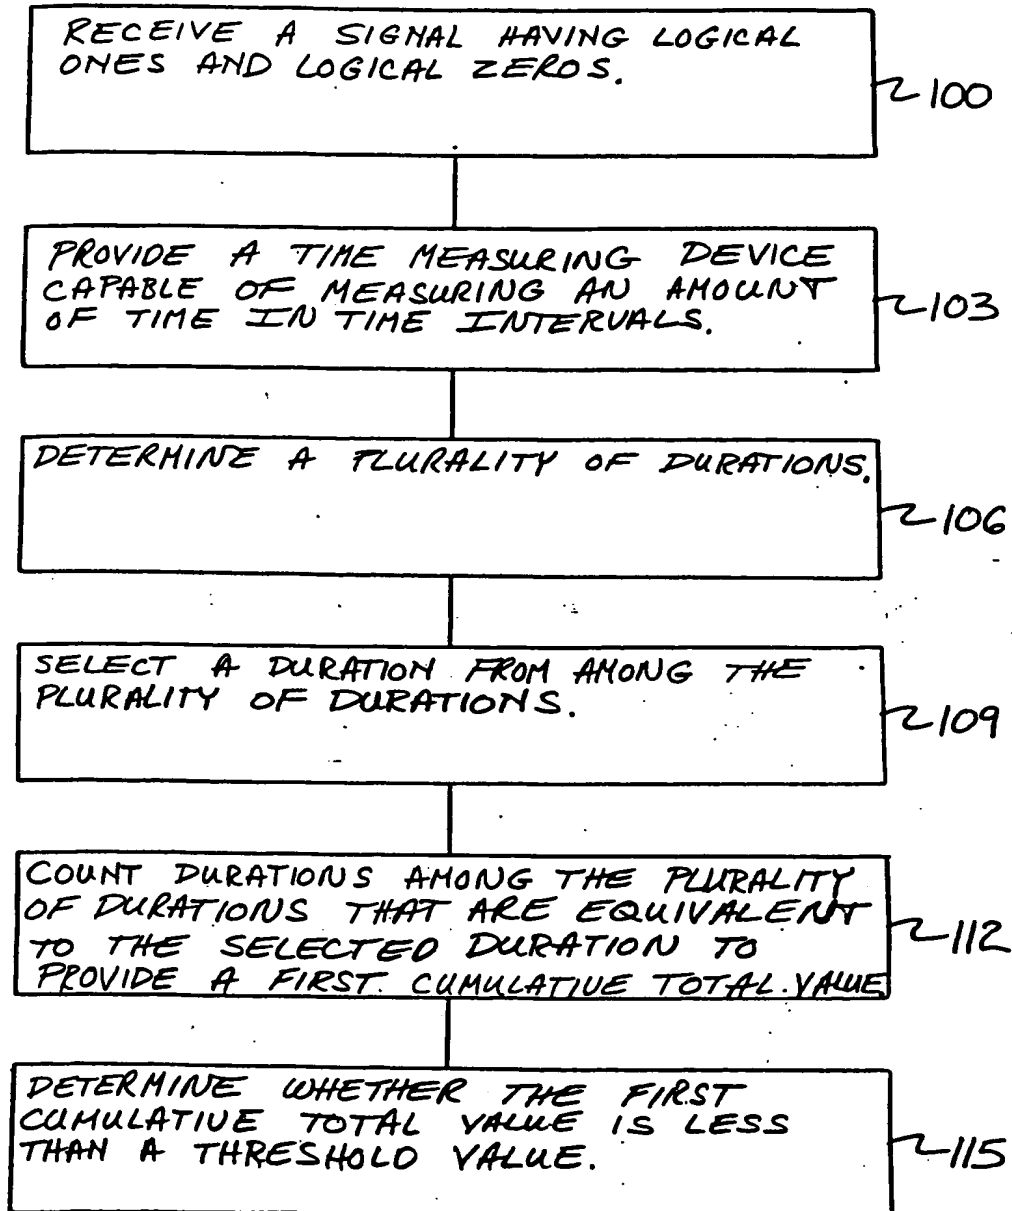 RECEIVE A SIGNAL HAVING LOGICAL
ONES AND LOGICAL ZEROS.
100
PROVIDE A TIME MEASURING DEVICE
CAPABLE OF MEASURING AN AMOUNT
OF TIME IN TIME INTERVALS.
103
DETERMINE A PLURALITY OF DURATIONS.
106
SELECT A DURATION FROM AMONG THE
PLURALITY OF DURATIONS.
109
COUNT DURATIONS AMONG THE PLURALITY
OF DURATIONS THAT ARE EQUIVALENT
TO THE SELECTED DURATION TO
PROVIDE A FIRST CUMULATIVE TOTAL VALUE
112
DETERMINE WHETHER THE FIRST
CUMULATIVE TOTAL VALUE IS LESS
THAN A THRESHOLD VALUE.
115